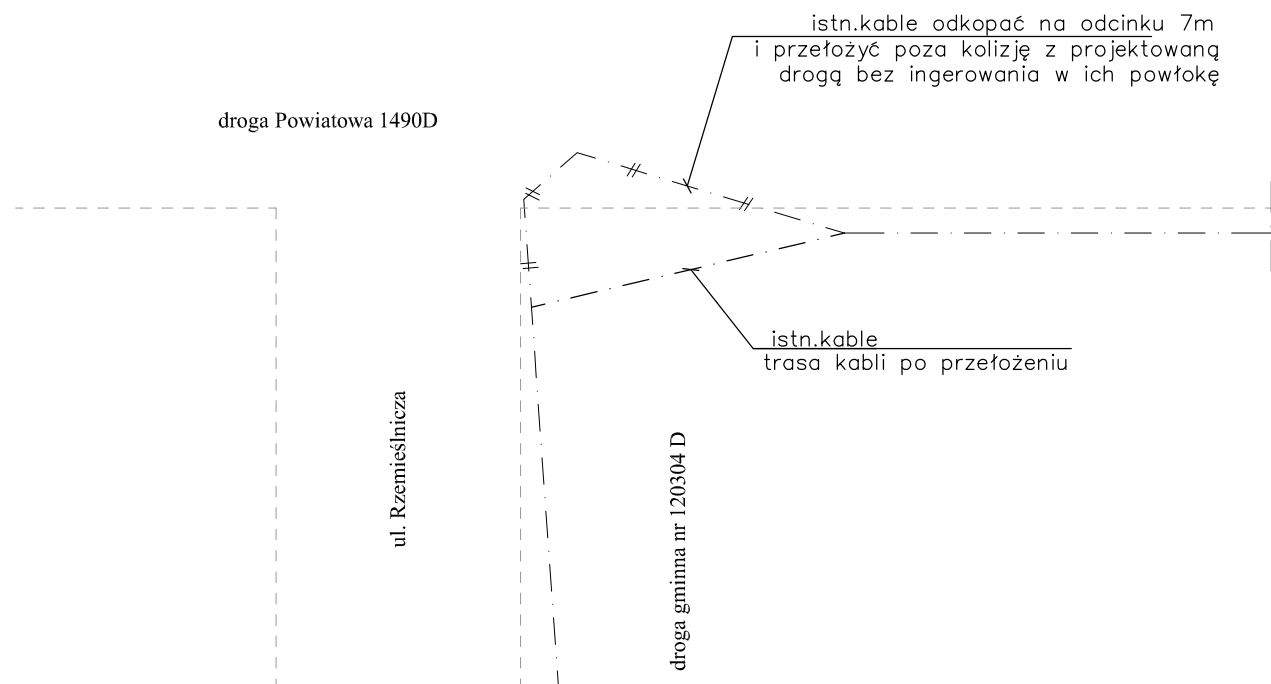 istn.kable odkopać na odcinku 7m
i przełożyć poza kolizję z projektowaną
drogą bez ingerowania w ich powłokę
droga Powiatowa 1490D
istn.kable
trasa kabli po przełożeniu
ul. Rzemieślnicza
droga gminna nr 120304 D